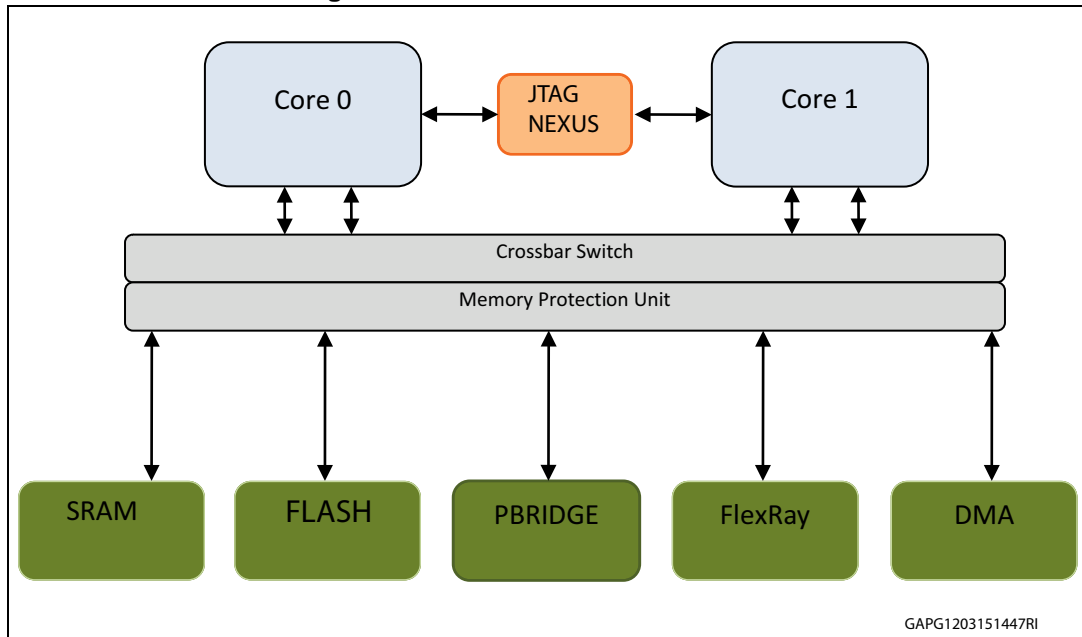 Core 0
JTAG
NEXUS
Core 1
Crossbar Switch
Memory Protection Unit
SRAM
FLASH
PBRIDGE
FlexRay
DMA
GAPG1203151447RI